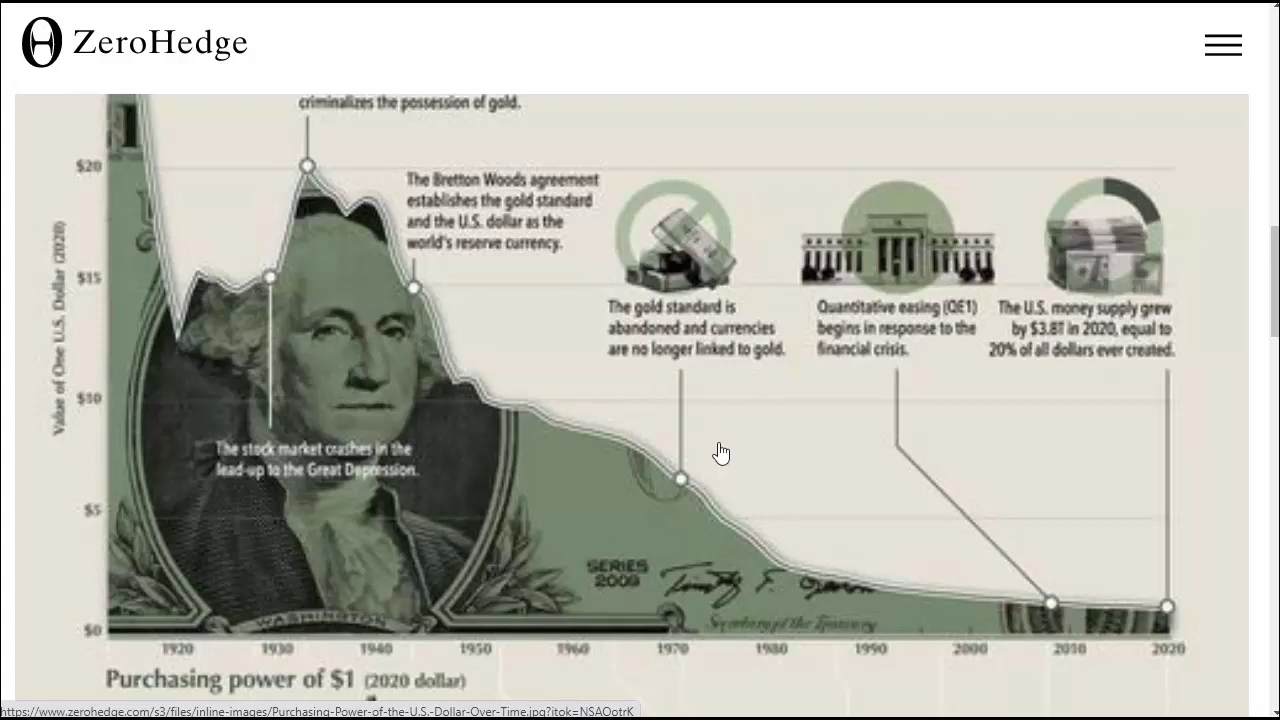 ZeroHedge
criminalizes the possession of gold.
$20
The Bretton Woods agreement
establishes the gold standard
and the U.S. dollar as the
world's reserve currency.
$15
Value of One U.S. Dollar (2020)
The gold standard is
abandoned and currencies
are no longer linked to gold.
Quantitative easing (QE1)
begins in response to the
financial crisis.
The U.S. money supply grew
by $3.8T in 2020, equal to
20% of all dollars ever created.
$10
The stock market crashes in the
lead-up to the Great Depression.
$5
SERIES
2009
Timothy F.
Secretary of the Treasury
WASHINGTON
$0
1920 1930 1940 1950 1960 1970 1980 1990 2000 2010 2020
Purchasing power of $1 (2020 dollar)
https://www.zerohedge.com/s3/files/inline-images/Purchasing-Power-of-the-U.S.-Dollar-Over-Time.jpg?itok=NSAOotrK